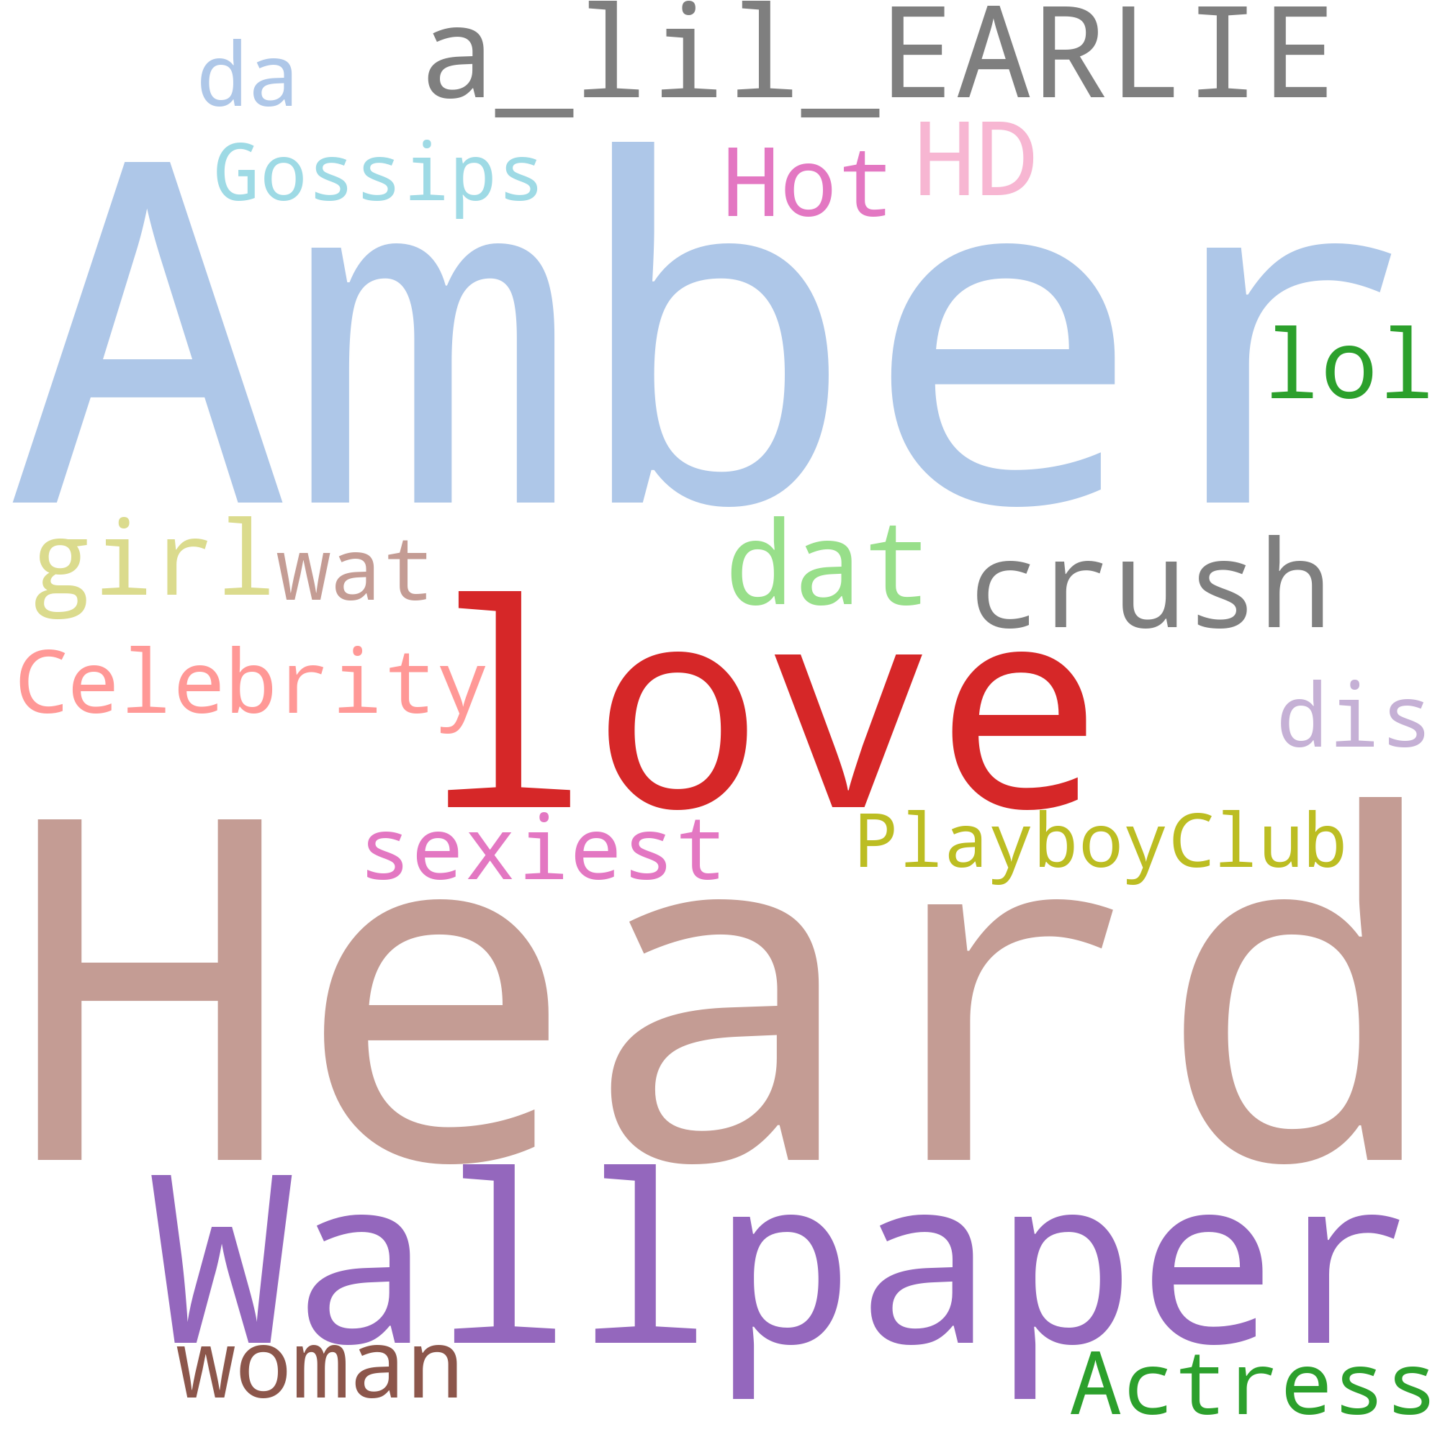 a_lil_EARLIE
da
HD
Gossips
Hot
Amber
lol
girl
wat
dat
crush
love
Celebrity
dis
sexiest
PlayboyClub
Heard
Wallpaper
woman
Actress